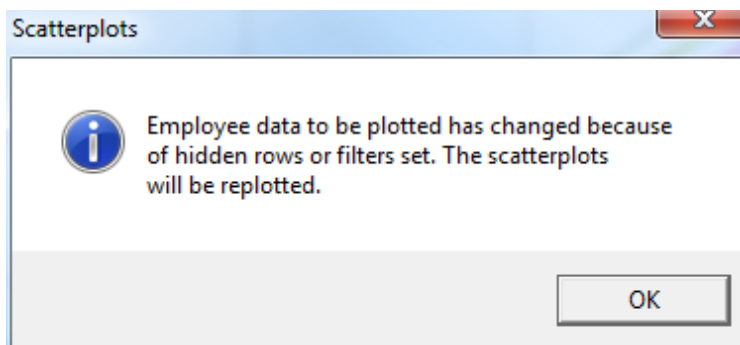 Scatterplots
x
Employee data to be plotted has changed because
of hidden rows or filters set. The scatterplots
will be replotted.
OK